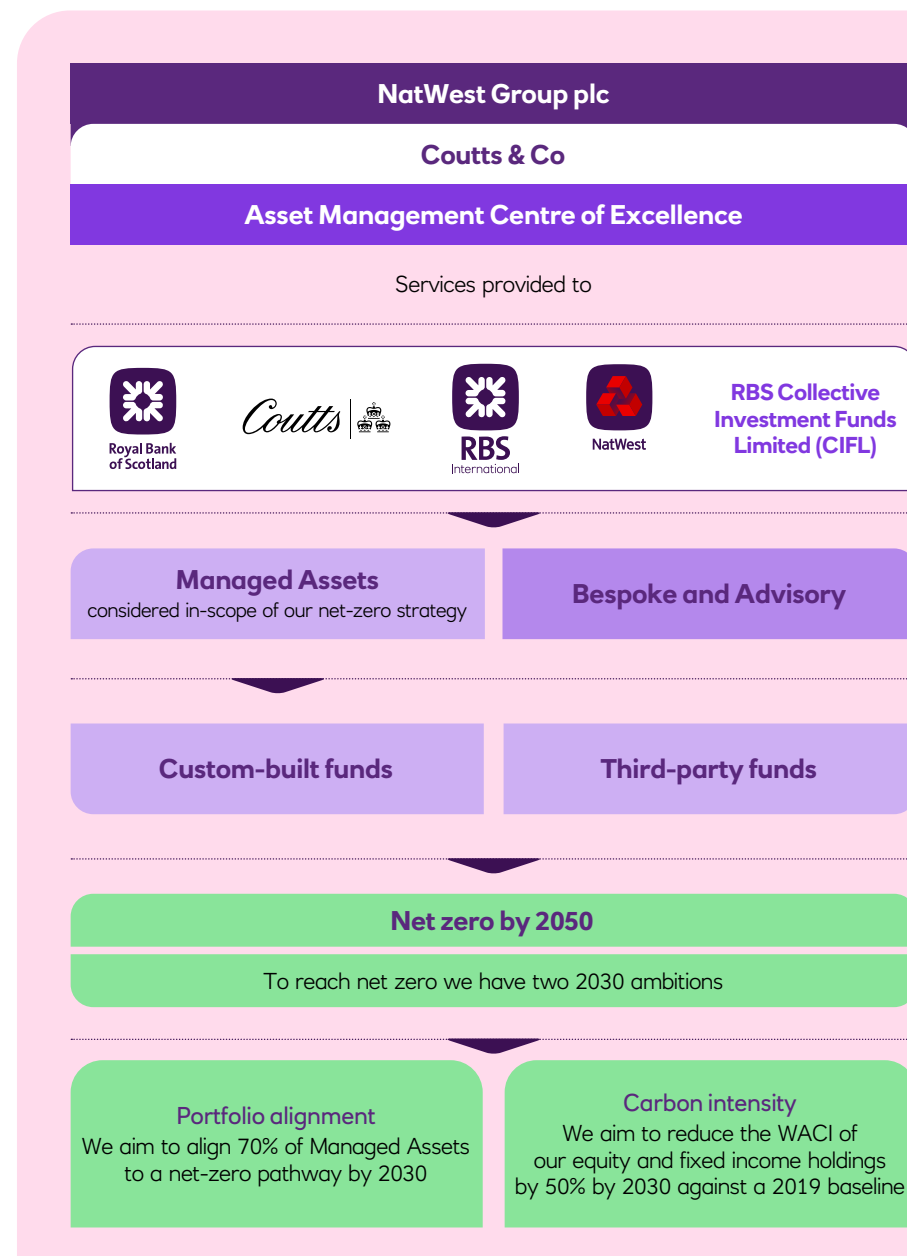 NatWest Group plc
Coutts & Co
Asset Management Centre of Excellence
Services provided to
Royal Bank
of Scotland
Coutts
RBS
International
NatWest
RBS Collective
Investment Funds
Limited (CIFL)
Managed Assets
considered in-scope of our net-zero strategy
Bespoke and Advisory
Custom-built funds
Third-party funds
Net zero by 2050
To reach net zero we have two 2030 ambitions
Portfolio alignment
We aim to align 70% of Managed Assets
to a net-zero pathway by 2030
Carbon intensity
We aim to reduce the WACI of
our equity and fixed income holdings
by 50% by 2030 against a 2019 baseline